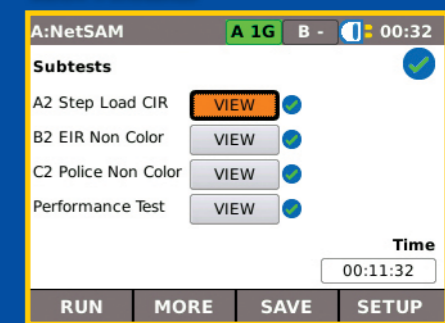 A:NetSAM A 1G B - 00:32
Subtests
A2 Step Load CIR VIEW
B2 EIR Non Color VIEW
C2 Police Non Color VIEW
Performance Test VIEW
Time
00:11:32
RUN MORE SAVE SETUP